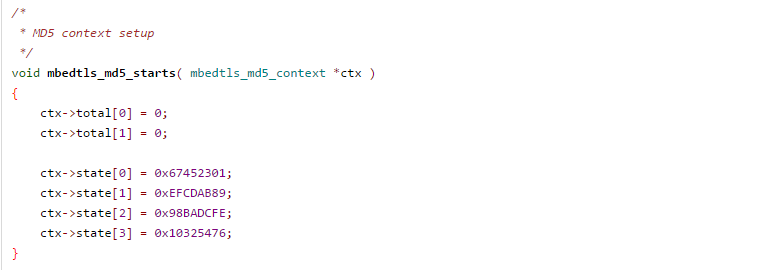 /*
 * MD5 context setup
 */
void mbedtls_md5_starts( mbedtls_md5_context *ctx )
{
    ctx->total[0] = 0;
    ctx->total[1] = 0;

    ctx->state[0] = 0x67452301;
    ctx->state[1] = 0xEFCDAB89;
    ctx->state[2] = 0x98BADCFE;
    ctx->state[3] = 0x10325476;
}